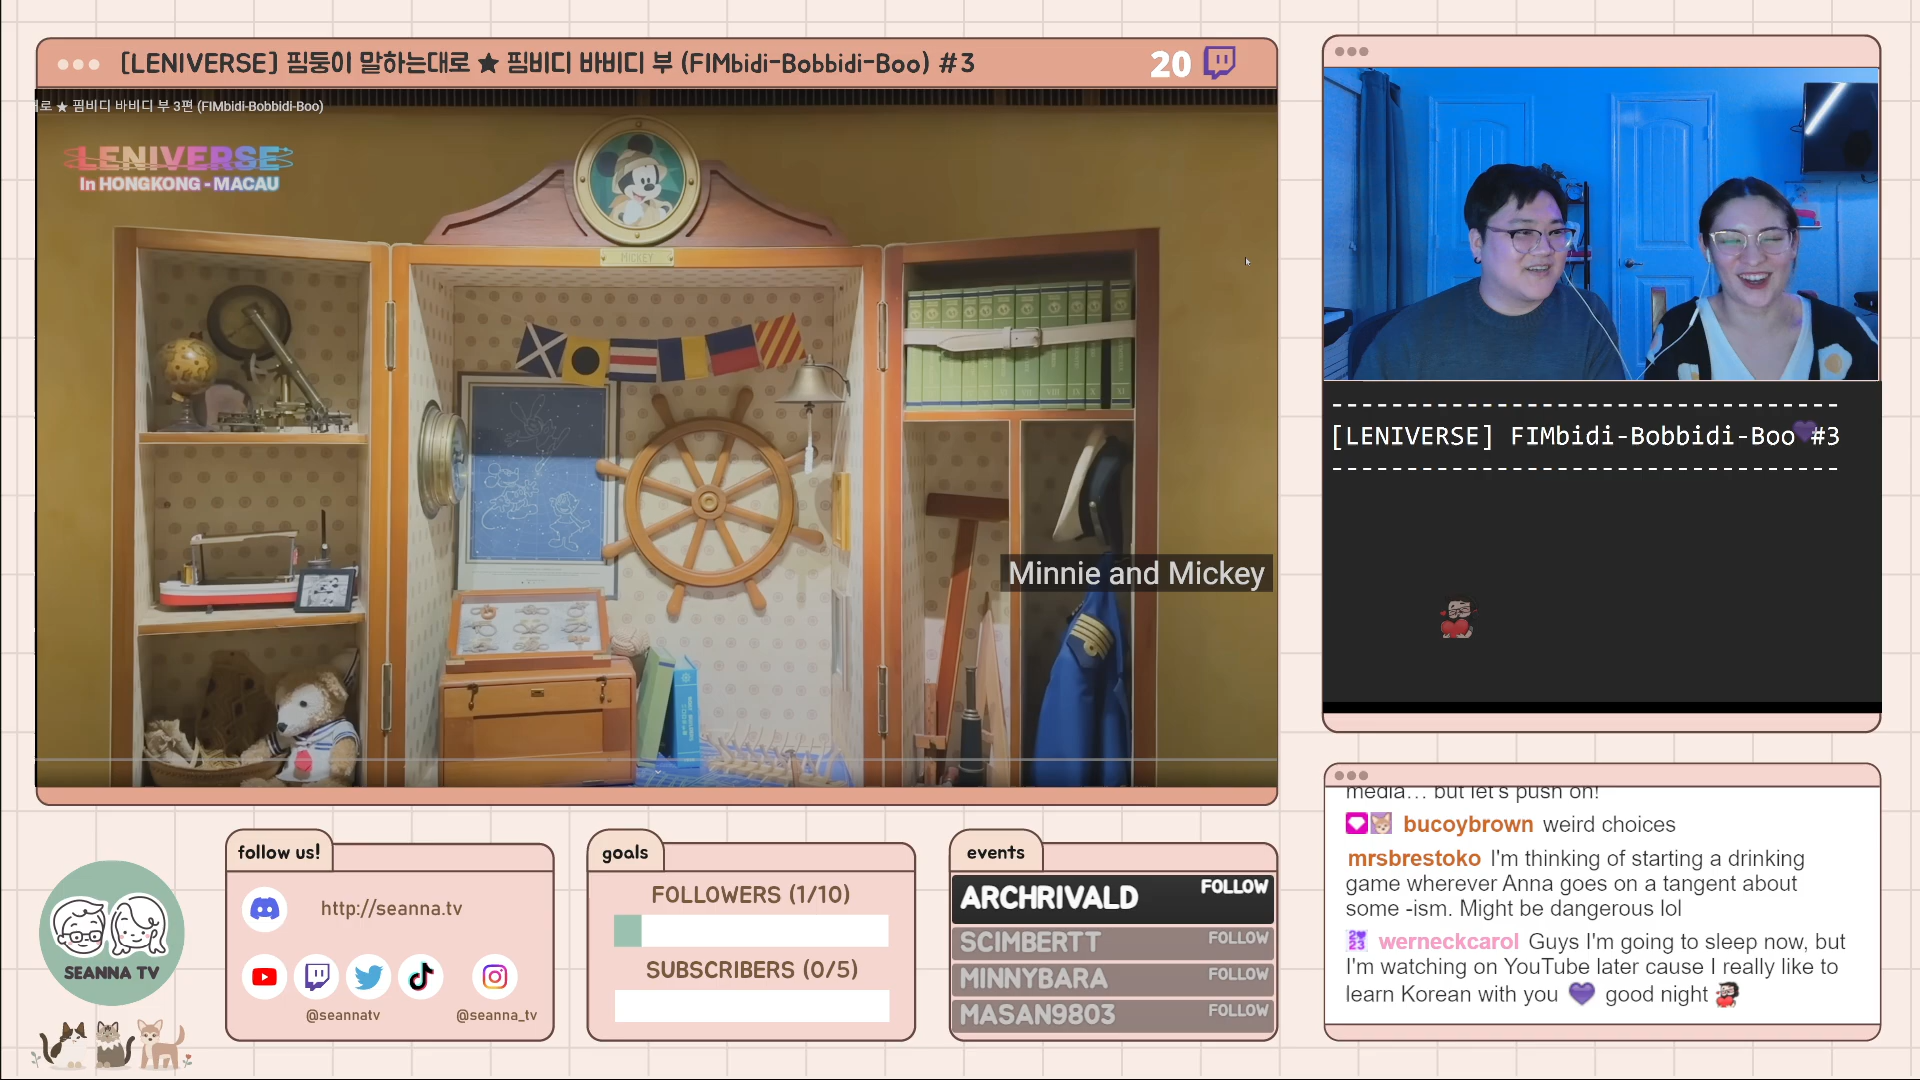 [LENIVERSE] 핌둥이 말하는대로 ★ 핌비디 바비디 부 (FIMbidi-Bobbidi-Boo) #3
20
로 ★ 핌비디 바비디 부 3편 (FIMbidi-Bobbidi-Boo)
LENIVERSE
In HONGKONG - MACAU
MICKEY
Minnie and Mickey
---------------------------------
[LENIVERSE] FIMbidi-Bobbidi-Boo💜#3
---------------------------------
media... but let's push on!
bucoybrown weird choices
mrsbrestoko I'm thinking of starting a drinking
game wherever Anna goes on a tangent about
some -ism. Might be dangerous lol
werneckcarol Guys I'm going to sleep now, but
I'm watching on YouTube later cause I really like to
learn Korean with you 💜 good night
SEANNA TV
follow us!
http://seanna.tv
@seannatv
@seanna_tv
goals
FOLLOWERS (1/10)
SUBSCRIBERS (0/5)
events
ARCHRIVALD FOLLOW
SCIMBERTT FOLLOW
MINNYBARA FOLLOW
MASAN9803 FOLLOW